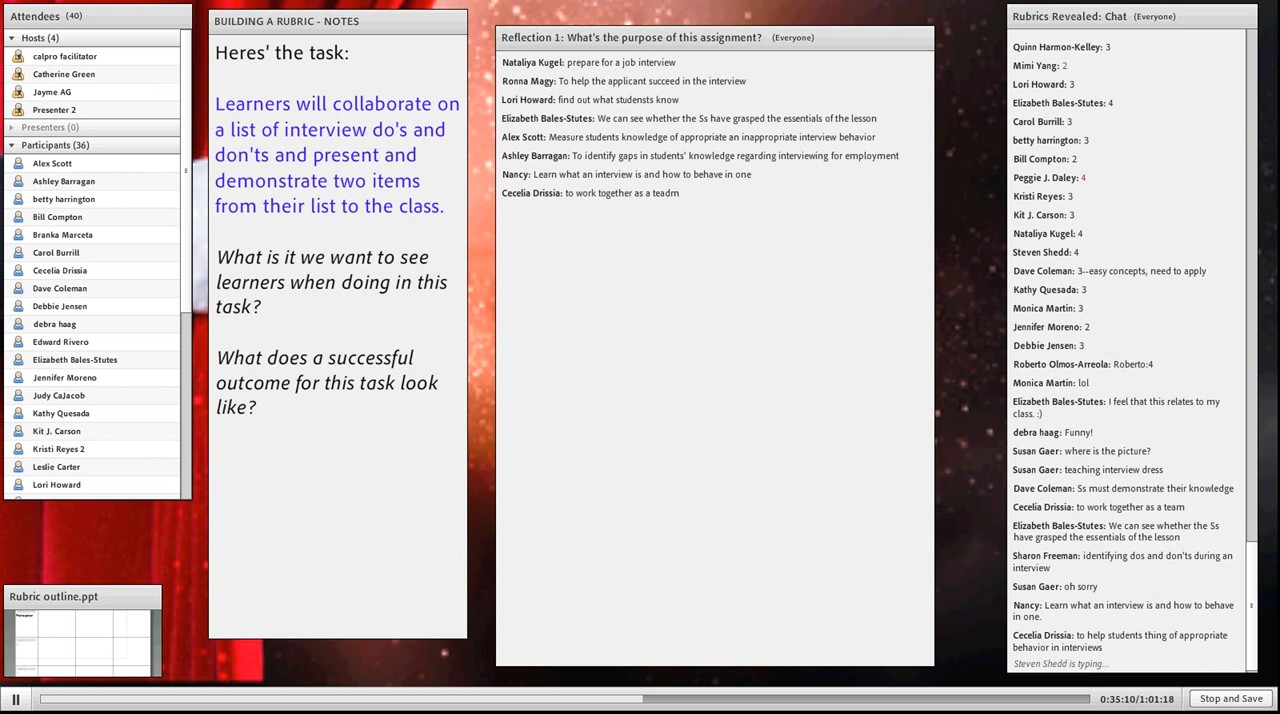 Attendees (40)
Hosts (4)
calpro facilitator
Catherine Green
Jayme AG
Presenter 2
Presenters (0)
Participants (36)
Alex Scott
Ashley Barragan
betty harrington
Bill Compton
Branka Marceta
Carol Burrill
Cecelia Drissia
Dave Coleman
Debbie Jensen
debra haag
Edward Rivero
Elizabeth Bales-Stutes
Jennifer Moreno
Judy CaJacob
Kathy Quesada
Kit J. Carson
Kristi Reyes 2
Leslie Carter
Lori Howard
Rubric outline.ppt
BUILDING A RUBRIC - NOTES
Heres' the task:
Learners will collaborate on
a list of interview do's and
don'ts and present and
demonstrate two items
from their list to the class.
What is it we want to see
learners when doing in this
task?
What does a successful
outcome for this task look
like?
Reflection 1: What's the purpose of this assignment? (Everyone)
Nataliya Kugel: prepare for a job interview
Ronna Magy: To help the applicant succeed in the interview
Lori Howard: find out what studensts know
Elizabeth Bales-Stutes: We can see whether the Ss have grasped the essentials of the lesson
Alex Scott: Measure students knowledge of appropriate an inappropriate interview behavior
Ashley Barragan: To identify gaps in students' knowledge regarding interviewing for employment
Nancy: Learn what an interview is and how to behave in one
Cecelia Drissia: to work together as a teadm
Rubrics Revealed: Chat (Everyone)
Quinn Harmon-Kelley: 3
Mimi Yang: 2
Lori Howard: 3
Elizabeth Bales-Stutes: 4
Carol Burrill: 3
betty harrington: 3
Bill Compton: 2
Peggie J. Daley: 4
Kristi Reyes: 3
Kit J. Carson: 3
Nataliya Kugel: 4
Steven Shedd: 4
Dave Coleman: 3--easy concepts, need to apply
Kathy Quesada: 3
Monica Martin: 3
Jennifer Moreno: 2
Debbie Jensen: 3
Roberto Olmos-Arreola: Roberto:4
Monica Martin: lol
Elizabeth Bales-Stutes: I feel that this relates to my
class. :)
debra haag: Funny!
Susan Gaer: where is the picture?
Susan Gaer: teaching interview dress
Dave Coleman: Ss must demonstrate their knowledge
Cecelia Drissia: to work together as a team
Elizabeth Bales-Stutes: We can see whether the Ss
have grasped the essentials of the lesson
Sharon Freeman: identifying dos and don'ts during an
interview
Susan Gaer: oh sorry
Nancy: Learn what an interview is and how to behave
in one.
Cecelia Drissia: to help students thing of appropriate
behavior in interviews
Steven Shedd is typing...
0:35:10/1:01:18
Stop and Save